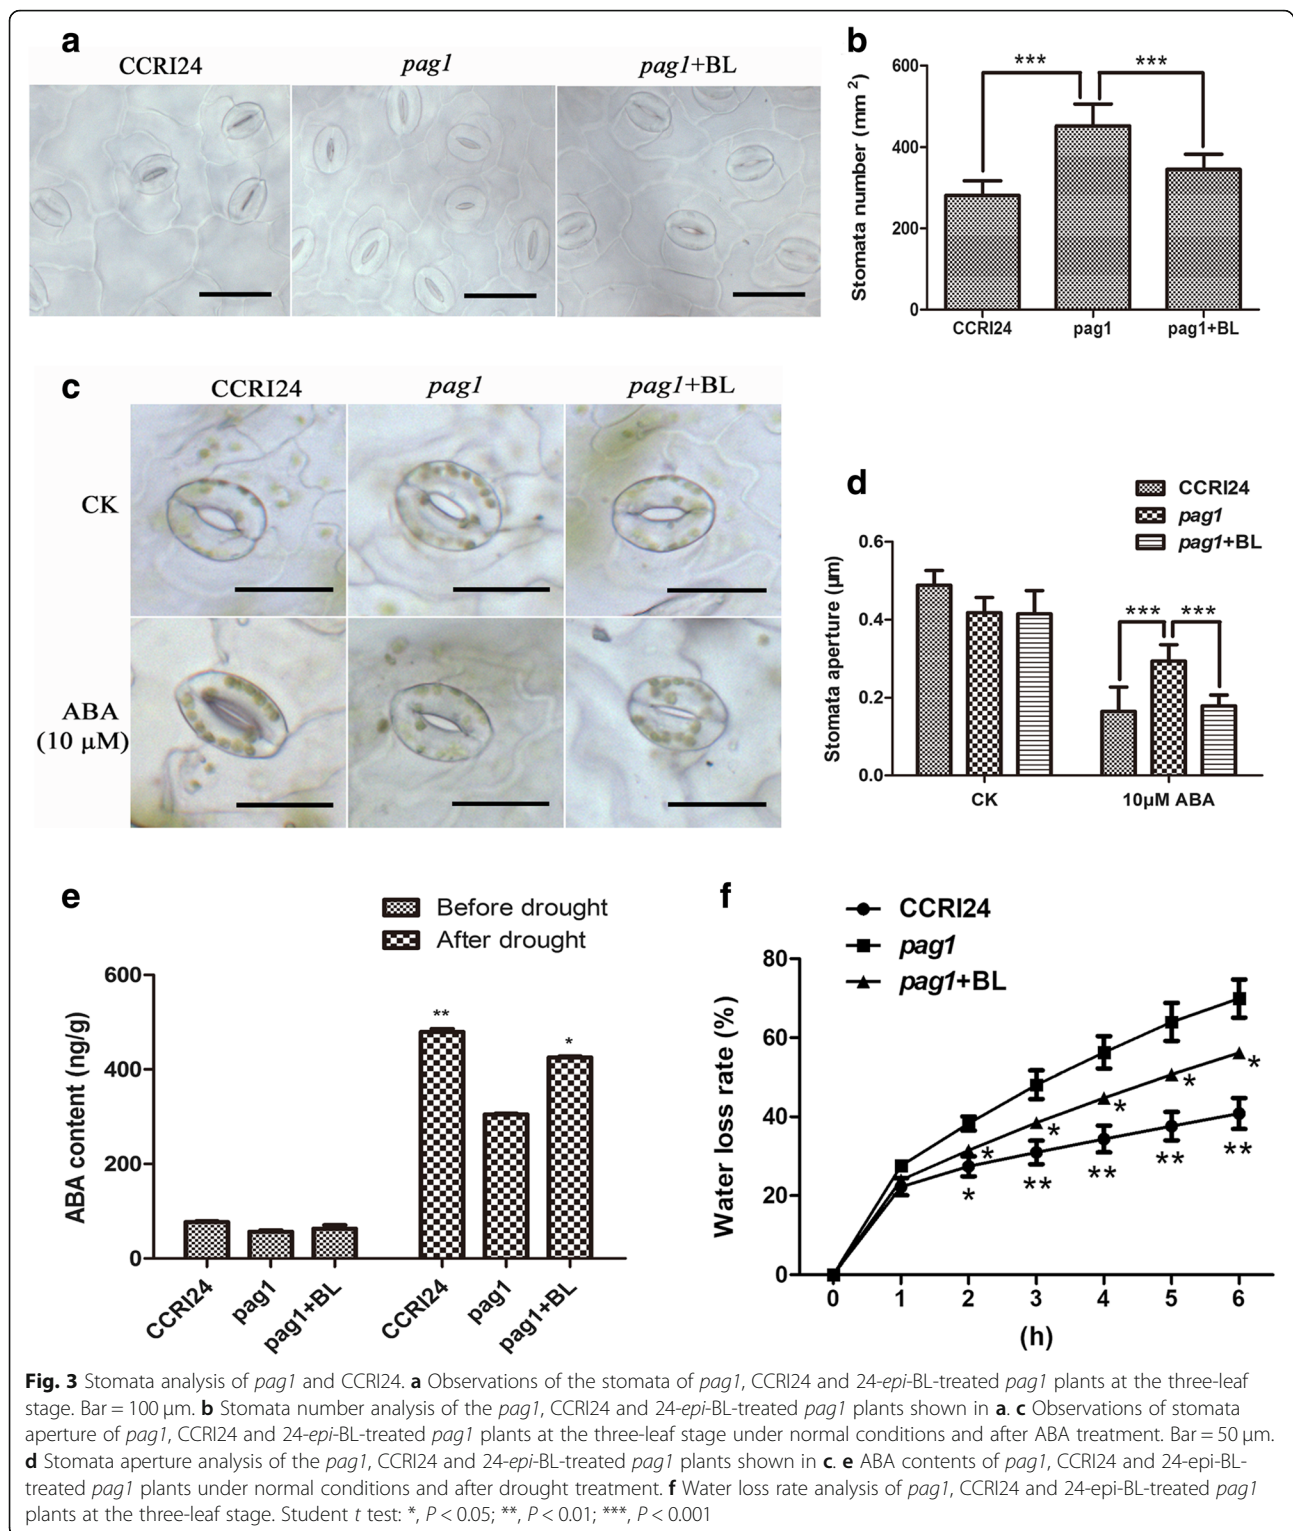 a
CCRI24 pag1 pag1+BL
b
Stomata number (mm 2)
600
400
200
0
*** ***
CCRI24 pag1 pag1+BL
c
CCRI24 pag1 pag1+BL
CK
ABA
(10 µM)
d
CCRI24
pag1
pag1+BL
Stomata aperture (µm)
0.6
0.4
0.2
0.0
*** ***
CK 10µM ABA
e
Before drought
After drought
ABA content (ng/g)
600
400
200
0
** *
CCRI24 pag1 pag1+BL CCRI24 pag1 pag1+BL
f
CCRI24
pag1
pag1+BL
Water loss rate (%)
80
60
40
20
0
* * * * *
* ** ** ** **
0 1 2 3 4 5 6
(h)
Fig. 3 Stomata analysis of pag1 and CCRI24. a Observations of the stomata of pag1, CCRI24 and 24-epi-BL-treated pag1 plants at the three-leaf
stage. Bar = 100 µm. b Stomata number analysis of the pag1, CCRI24 and 24-epi-BL-treated pag1 plants shown in a. c Observations of stomata
aperture of pag1, CCRI24 and 24-epi-BL-treated pag1 plants at the three-leaf stage under normal conditions and after ABA treatment. Bar = 50 µm.
d Stomata aperture analysis of the pag1, CCRI24 and 24-epi-BL-treated pag1 plants shown in c. e ABA contents of pag1, CCRI24 and 24-epi-BL-
treated pag1 plants under normal conditions and after drought treatment. f Water loss rate analysis of pag1, CCRI24 and 24-epi-BL-treated pag1
plants at the three-leaf stage. Student t test: *, P < 0.05; **, P < 0.01; ***, P < 0.001